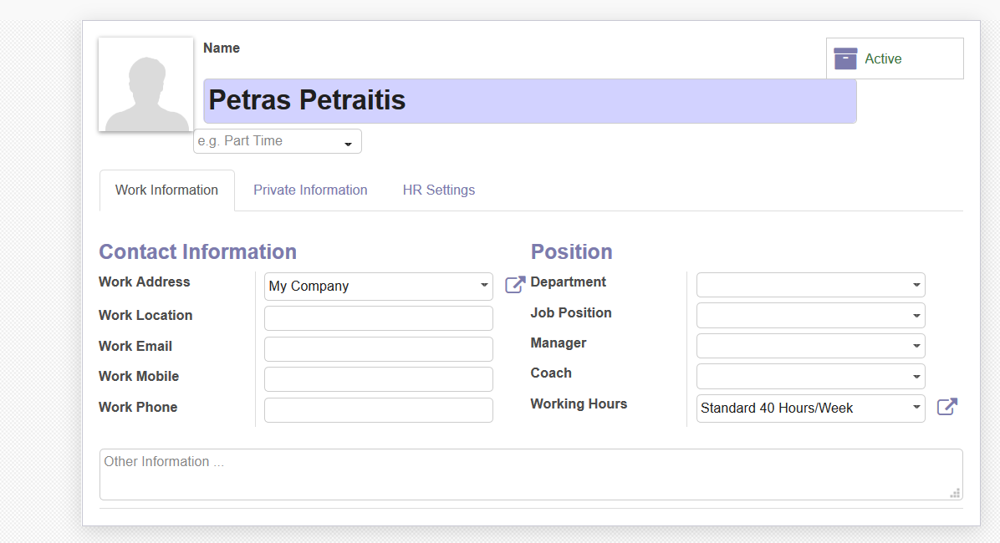 Name
Active
Petras Petraitis
e.g. Part Time
Work Information Private Information HR Settings
Contact Information
Work Address My Company
Work Location
Work Email
Work Mobile
Work Phone
Position
Department
Job Position
Manager
Coach
Working Hours Standard 40 Hours/Week
Other Information ...